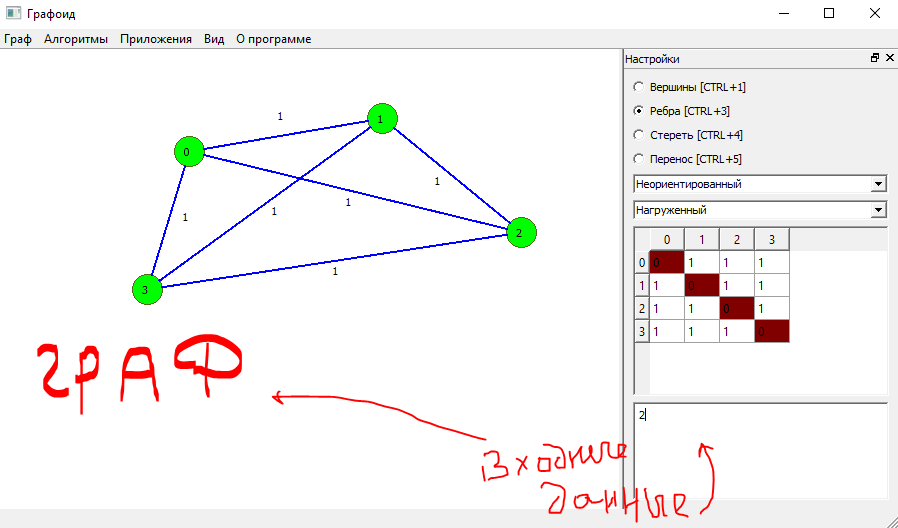 Графоид
Граф Алгоритмы Приложения Вид О программе
Настройки
Вершины [CTRL+1]
Ребра [CTRL+3]
Стереть [CTRL+4]
Перенос [CTRL+5]
Неориентированный
Нагруженный
0 1 2 3
0 0 1 1 1
1 1 0 1 1
2 1 1 0 1
3 1 1 1 0
2
1
1
0
1
1
1
1
2
1
3
ГРАФ
Входные
данные